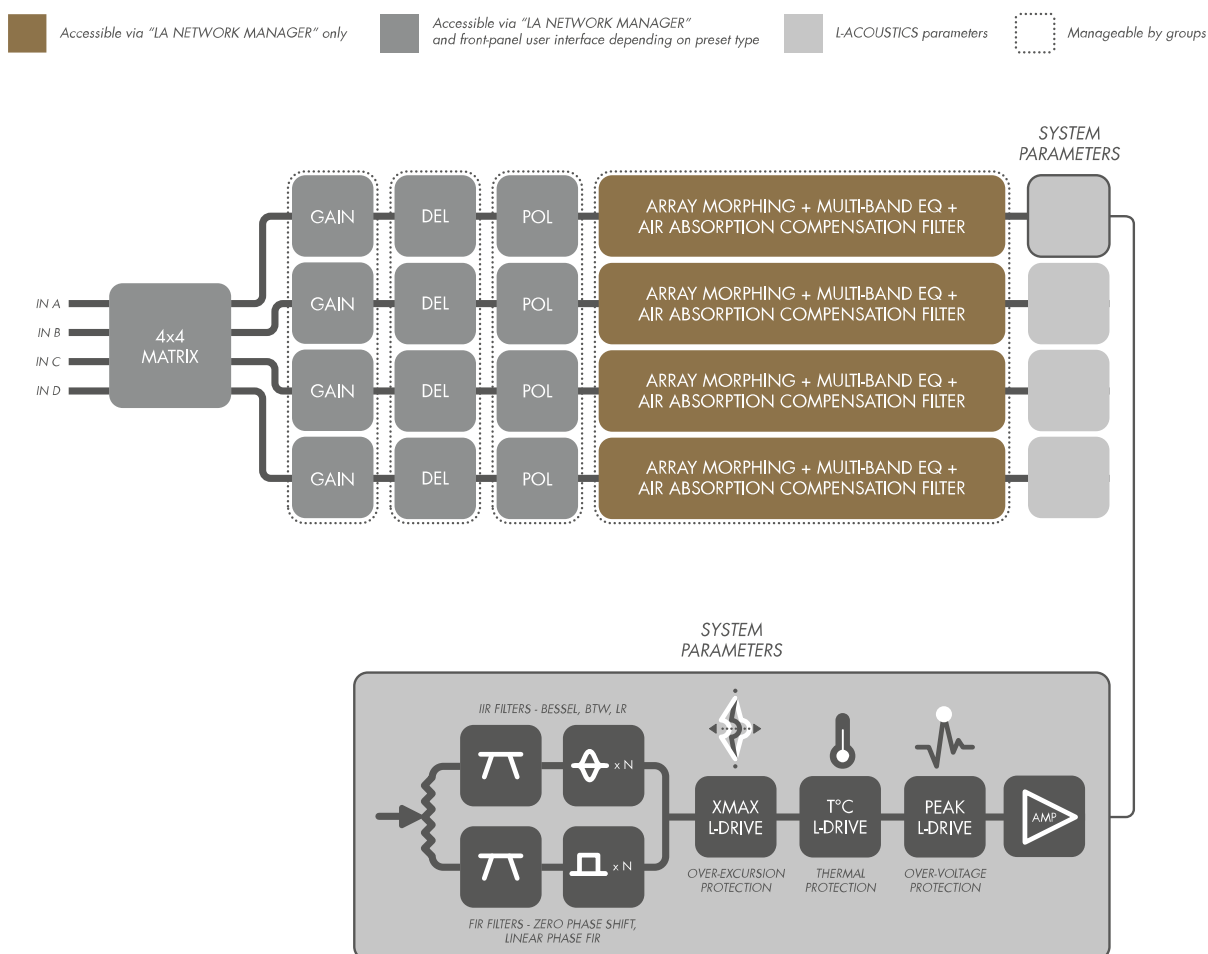 Accessible via "LA NETWORK MANAGER" only
Accessible via "LA NETWORK MANAGER"
and front-panel user interface depending on preset type
L-ACOUSTICS parameters
Manageable by groups
SYSTEM
PARAMETERS
IN A
IN B
IN C
IN D
4x4
MATRIX
GAIN
DEL
POL
ARRAY MORPHING + MULTI-BAND EQ +
AIR ABSORPTION COMPENSATION FILTER
GAIN
DEL
POL
ARRAY MORPHING + MULTI-BAND EQ +
AIR ABSORPTION COMPENSATION FILTER
GAIN
DEL
POL
ARRAY MORPHING + MULTI-BAND EQ +
AIR ABSORPTION COMPENSATION FILTER
GAIN
DEL
POL
ARRAY MORPHING + MULTI-BAND EQ +
AIR ABSORPTION COMPENSATION FILTER
SYSTEM
PARAMETERS
IIR FILTERS - BESSEL, BTW, LR
x N
x N
FIR FILTERS - ZERO PHASE SHIFT,
LINEAR PHASE FIR
XMAX
L-DRIVE
OVER-EXCURSION
PROTECTION
T°C
L-DRIVE
THERMAL
PROTECTION
PEAK
L-DRIVE
OVER-VOLTAGE
PROTECTION
AMP